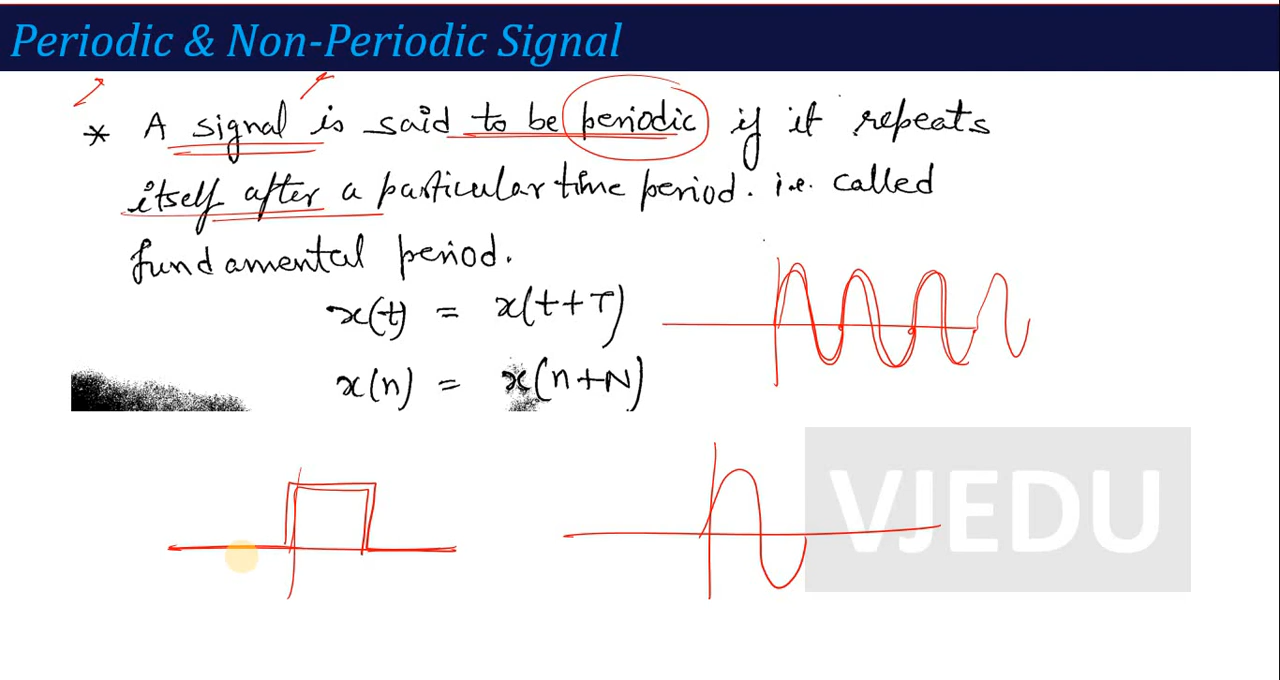 Periodic & Non-Periodic Signal
* A signal is said to be periodic if it repeats
itself after a particular time period. i.e. called
fundamental period.
x(t) = x(t+T)
x(n) = x(n+N)
VJEDU